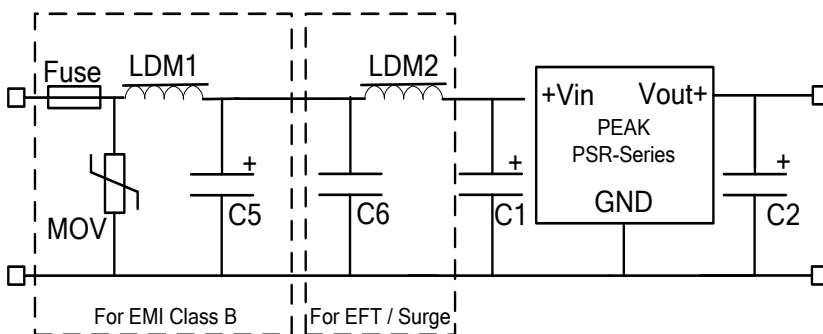 Fuse
LDM1
LDM2
+Vin
Vout+
PEAK
PSR-Series
GND
MOV
+
C5
C6
+
C1
+
C2
For EMI Class B
For EFT / Surge